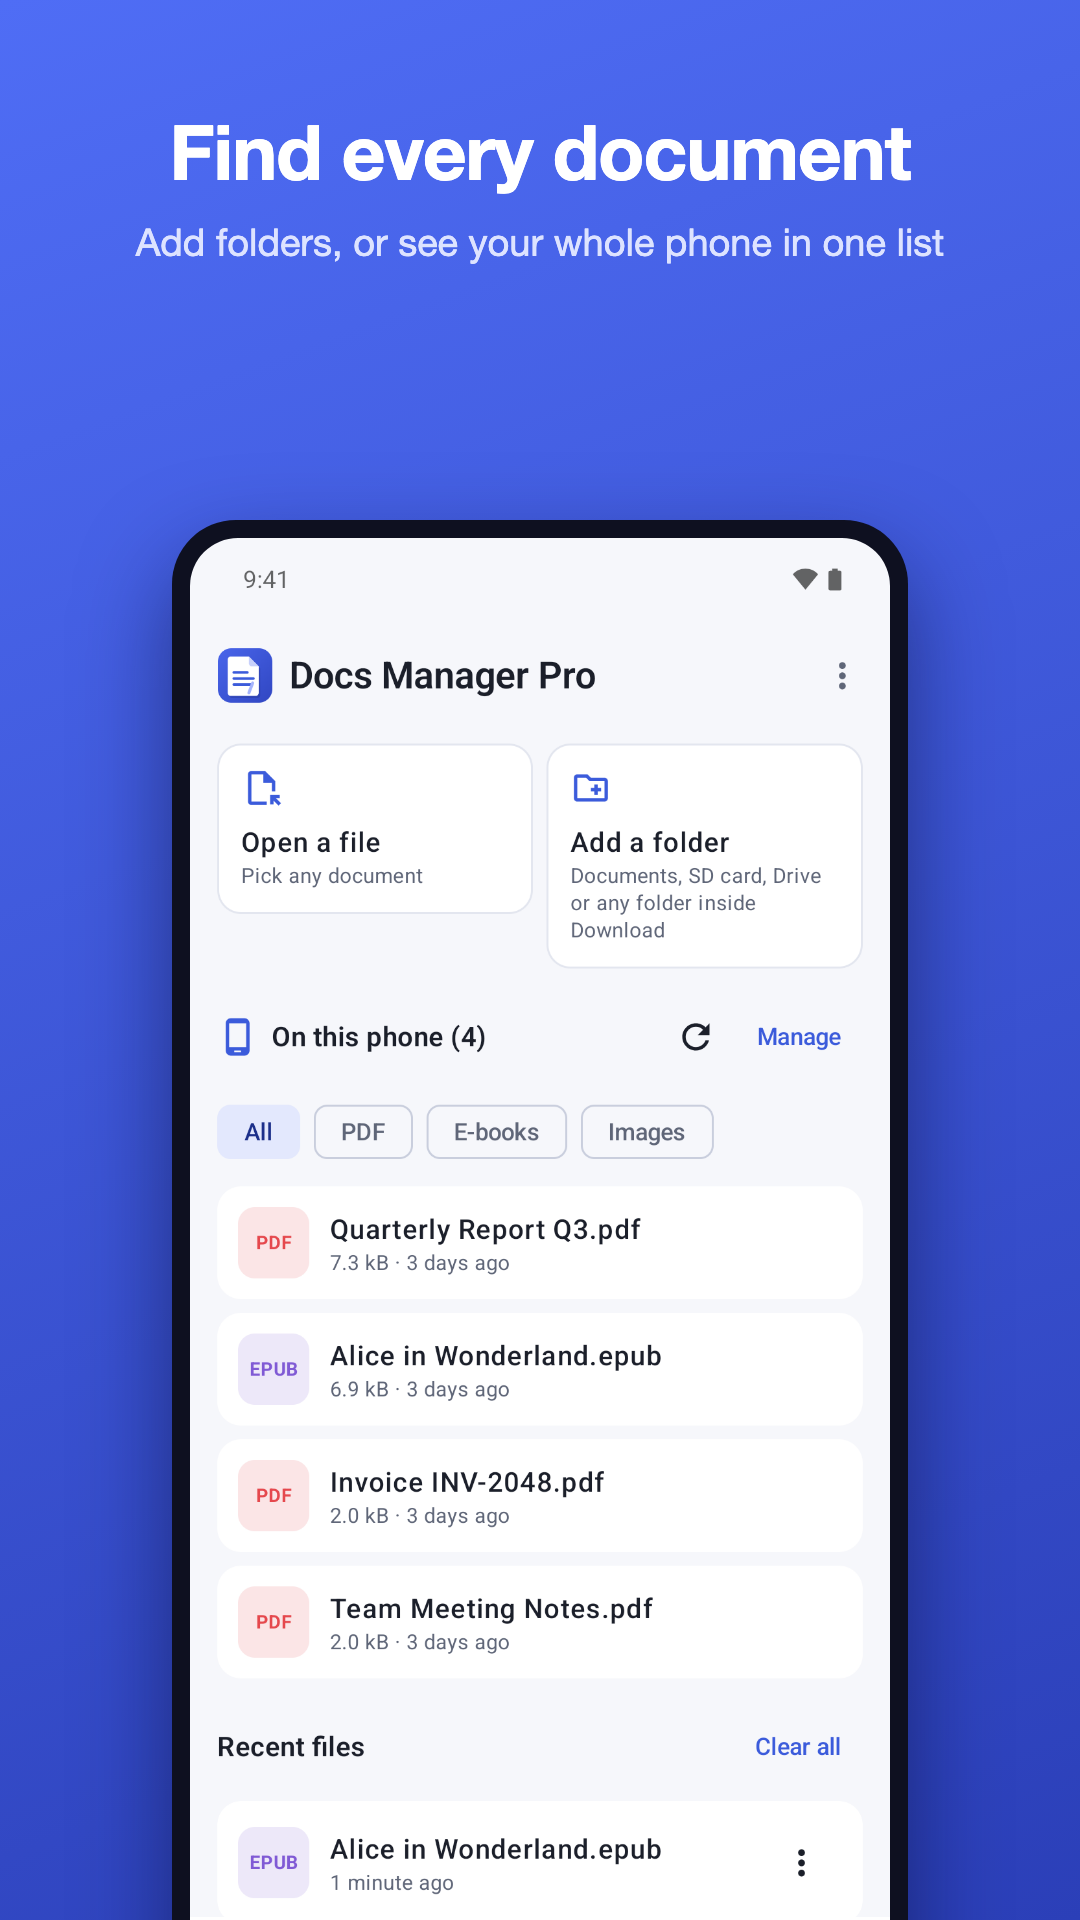 Find every document
Add folders, or see your whole phone in one list
9:41
Docs Manager Pro
Open a file
Pick any document
Add a folder
Documents, SD card, Drive
or any folder inside
Download
On this phone (4)
Manage
All
PDF
E-books
Images
PDF
Quarterly Report Q3.pdf
7.3 kB · 3 days ago
EPUB
Alice in Wonderland.epub
6.9 kB · 3 days ago
PDF
Invoice INV-2048.pdf
2.0 kB · 3 days ago
PDF
Team Meeting Notes.pdf
2.0 kB · 3 days ago
Recent files
Clear all
EPUB
Alice in Wonderland.epub
1 minute ago